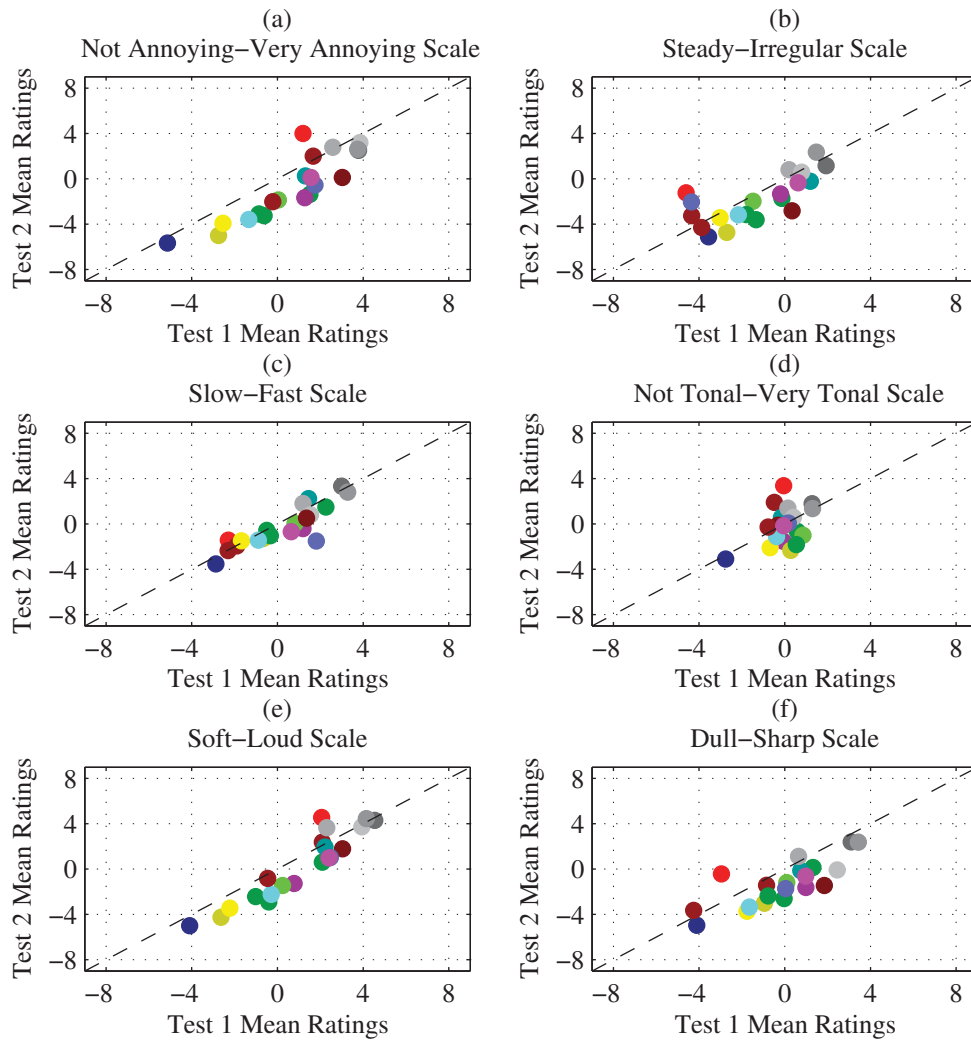 (a)
Not Annoying−Very Annoying Scale
8
4
0
−4
−8
Test 2 Mean Ratings
−8 −4 0 4 8
Test 1 Mean Ratings
(b)
Steady−Irregular Scale
8
4
0
−4
−8
Test 2 Mean Ratings
−8 −4 0 4 8
Test 1 Mean Ratings
(c)
Slow−Fast Scale
8
4
0
−4
−8
Test 2 Mean Ratings
−8 −4 0 4 8
Test 1 Mean Ratings
(d)
Not Tonal−Very Tonal Scale
8
4
0
−4
−8
Test 2 Mean Ratings
−8 −4 0 4 8
Test 1 Mean Ratings
(e)
Soft−Loud Scale
8
4
0
−4
−8
Test 2 Mean Ratings
−8 −4 0 4 8
Test 1 Mean Ratings
(f)
Dull−Sharp Scale
8
4
0
−4
−8
Test 2 Mean Ratings
−8 −4 0 4 8
Test 1 Mean Ratings